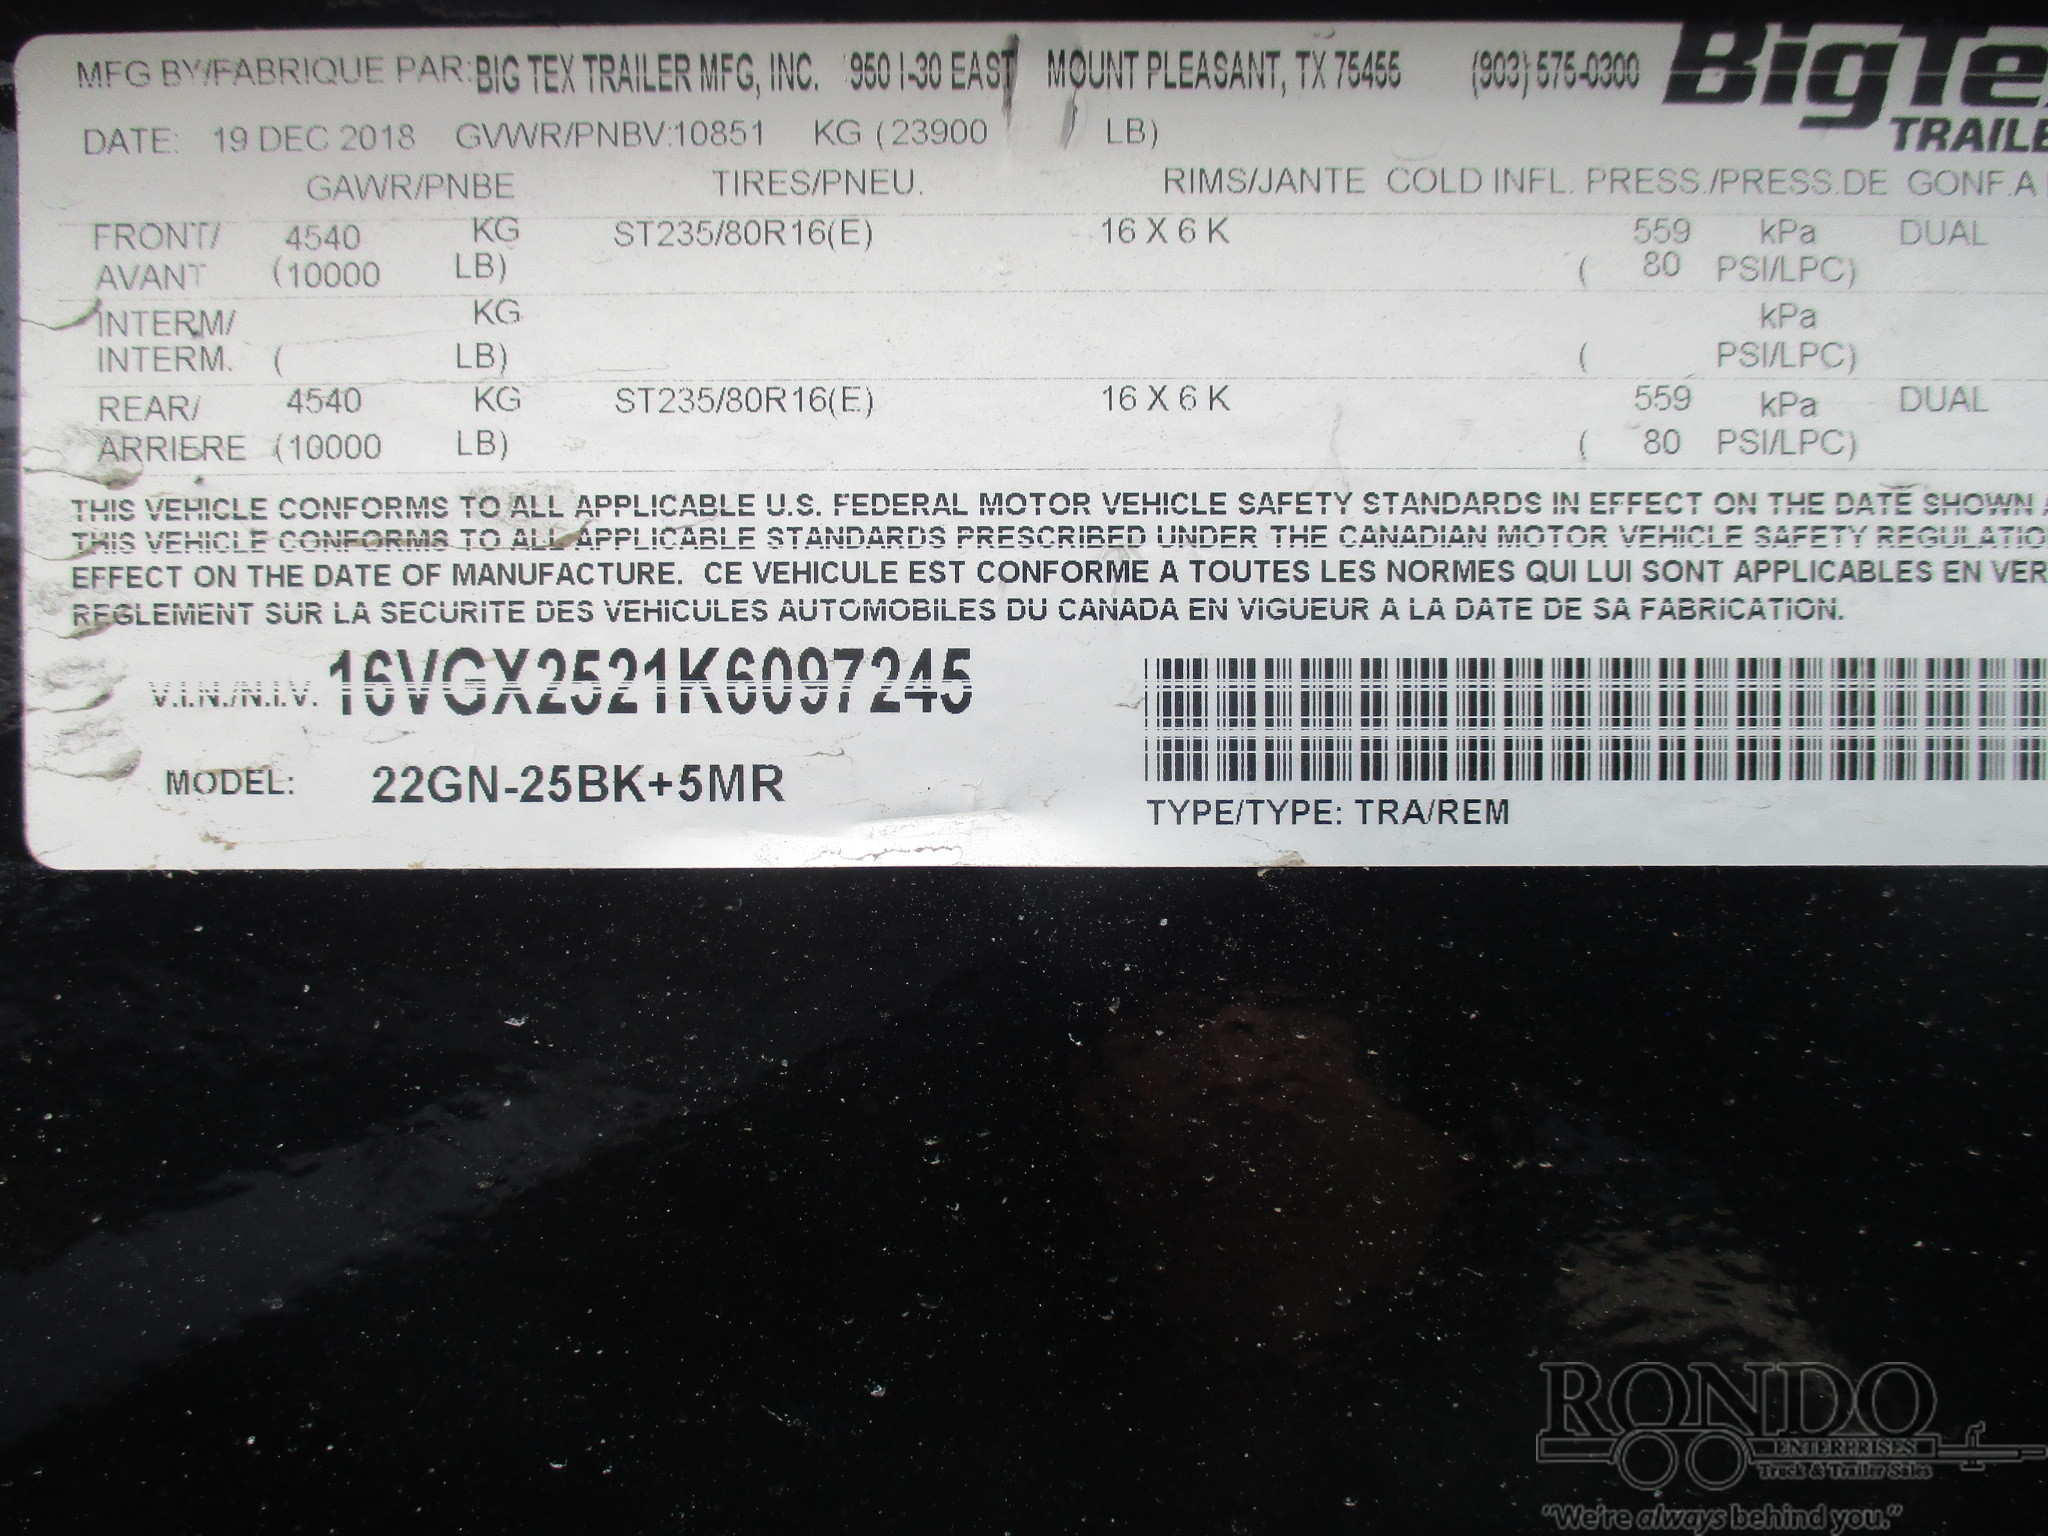 MFG BY/FABRIQUE PAR: BIG TEX TRAILER MFG, INC. 950 I-30 EAST MOUNT PLEASANT, TX 75455 (903) 575-0300 BigTe
TRAILE
DATE: 19 DEC 2018 GVWR/PNBV:10851 KG (23900 LB)
GAWR/PNBE TIRES/PNEU. RIMS/JANTE COLD INFL. PRESS./PRESS.DE GONF.A
FRONT/ 4540 KG ST235/80R16(E) 16 X 6 K 559 kPa DUAL
AVANT (10000 LB) ( 80 PSI/LPC)
INTERM/ KG kPa
INTERM. ( LB) ( PSI/LPC)
REAR/ 4540 KG ST235/80R16(E) 16 X 6 K 559 kPa DUAL
ARRIERE (10000 LB) ( 80 PSI/LPC)
THIS VEHICLE CONFORMS TO ALL APPLICABLE U.S. FEDERAL MOTOR VEHICLE SAFETY STANDARDS IN EFFECT ON THE DATE SHOWN
THIS VEHICLE CONFORMS TO ALL APPLICABLE STANDARDS PRESCRIBED UNDER THE CANADIAN MOTOR VEHICLE SAFETY REGULATIO
EFFECT ON THE DATE OF MANUFACTURE. CE VEHICULE EST CONFORME A TOUTES LES NORMES QUI LUI SONT APPLICABLES EN VER
REGLEMENT SUR LA SECURITE DES VEHICULES AUTOMOBILES DU CANADA EN VIGUEUR A LA DATE DE SA FABRICATION.
V.I.N./N.I.V. 16VGX2521K6097245
MODEL: 22GN-25BK+5MR
TYPE/TYPE: TRA/REM
RONDO
ENTERPRISES
Truck & Trailer Sales
"We're always behind you."